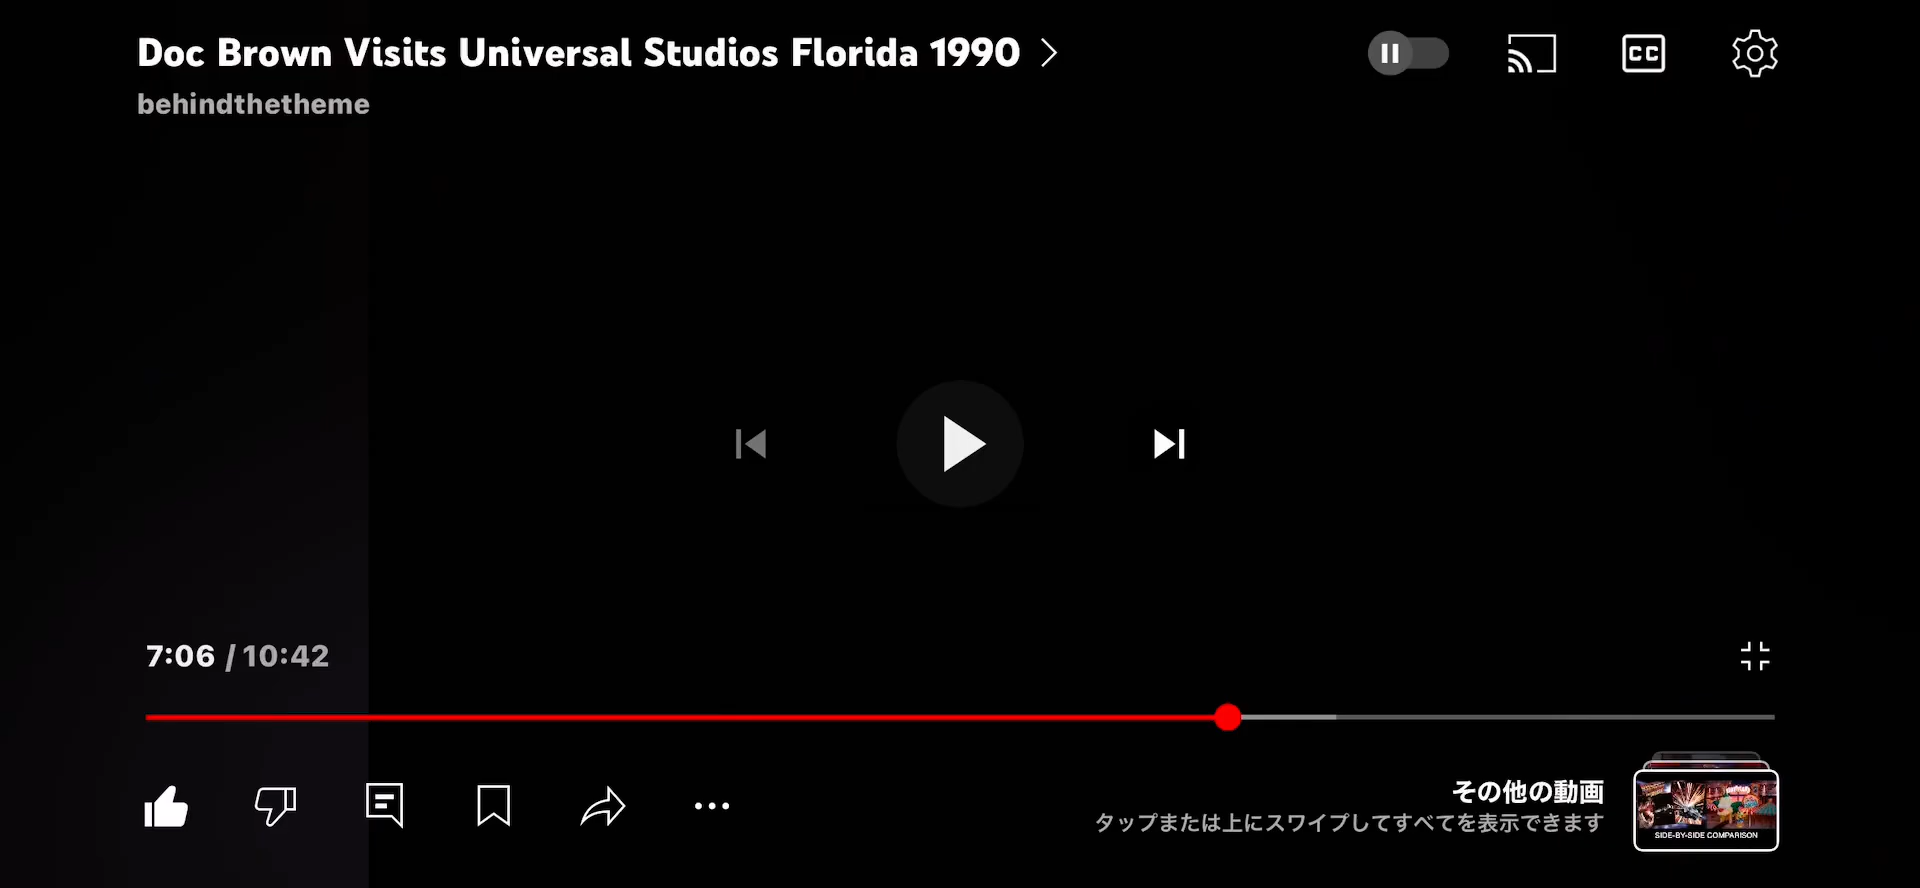 Doc Brown Visits Universal Studios Florida 1990
behindthetheme
CC
7:06 / 10:42
その他の動画
タップまたは上にスワイプしてすべてを表示できます
SIDE-BY-SIDE COMPARISON